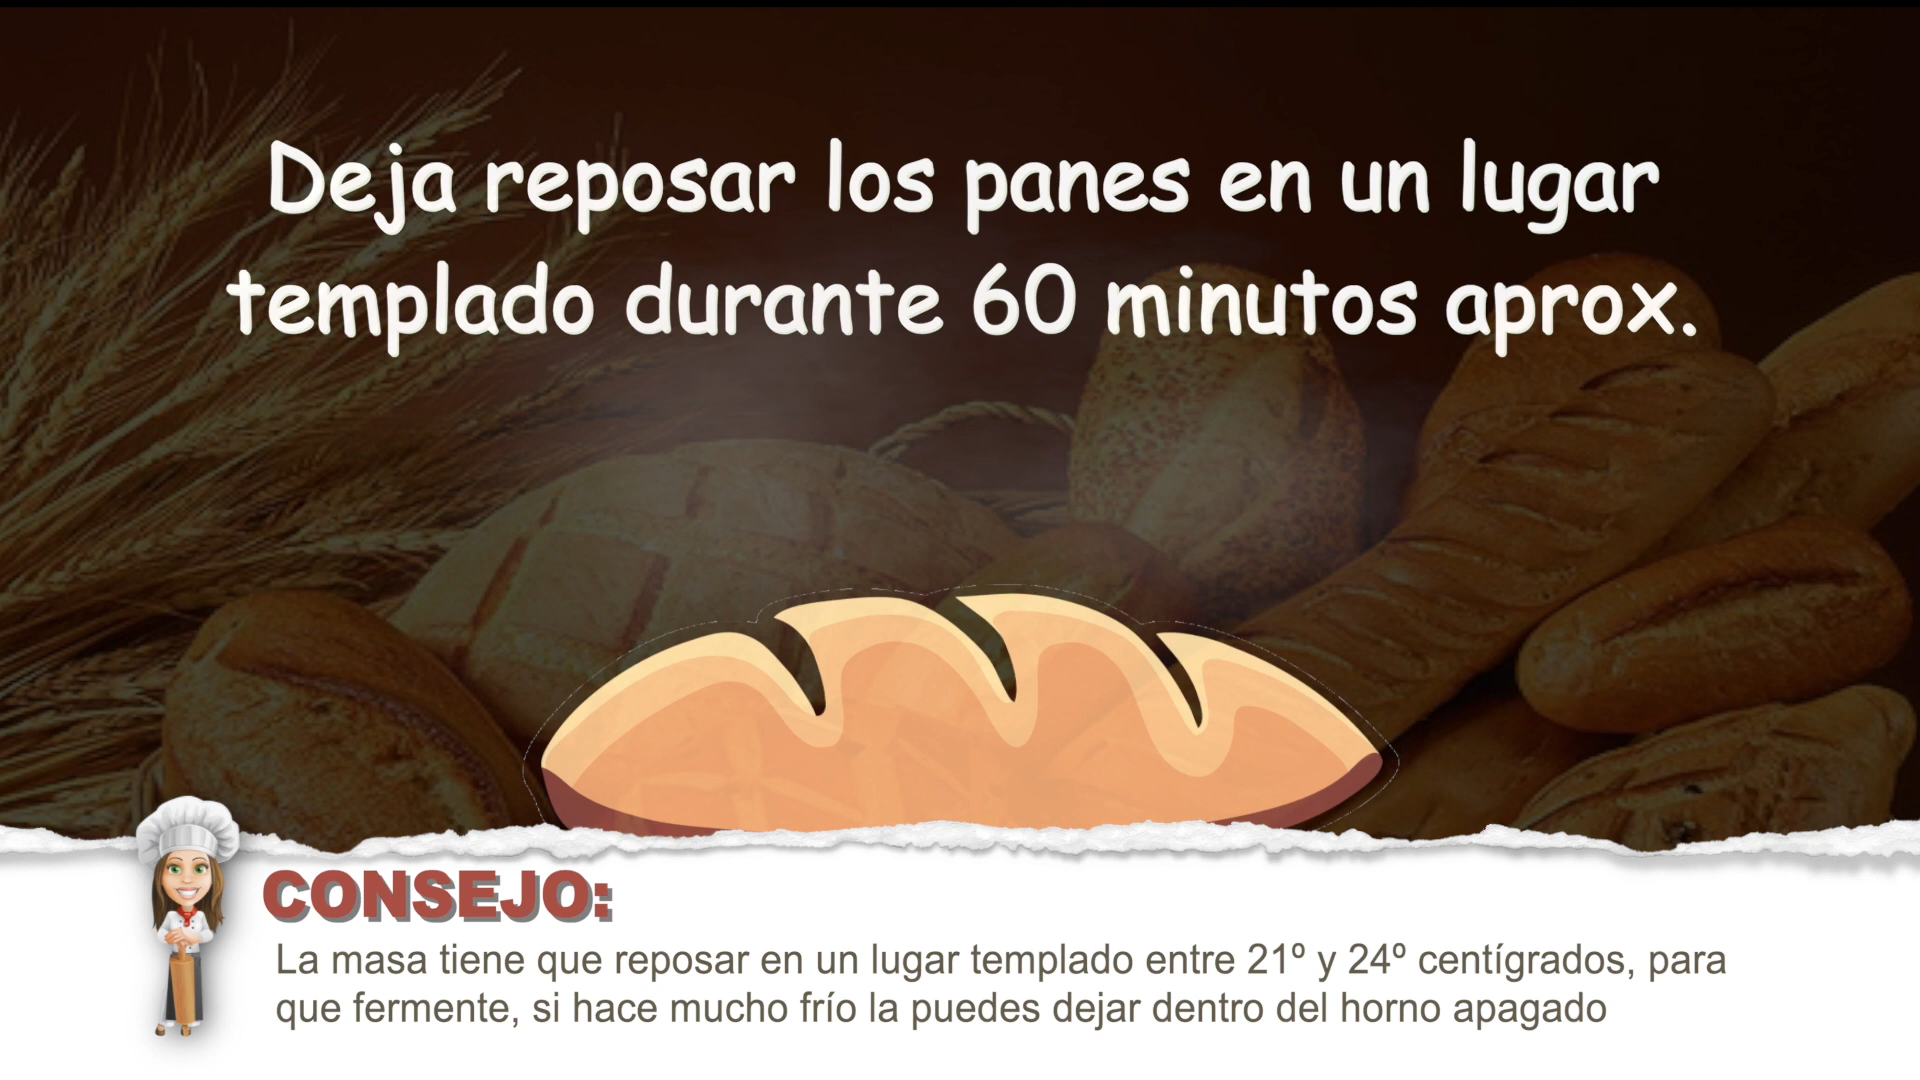 Deja reposar los panes en un lugar
templado durante 60 minutos aprox.
CONSEJO:
La masa tiene que reposar en un lugar templado entre 21º y 24º centígrados, para
que fermente, si hace mucho frío la puedes dejar dentro del horno apagado